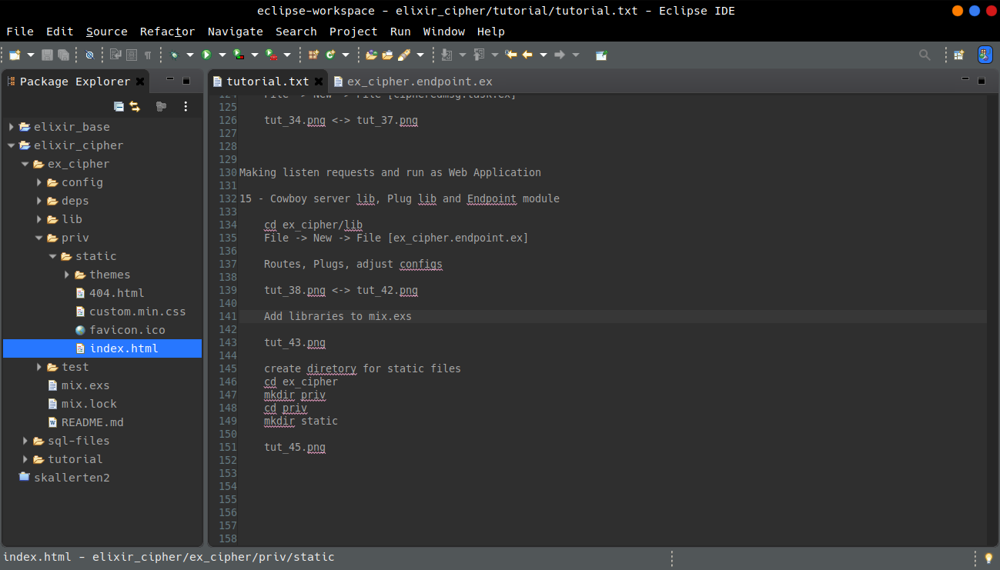 eclipse-workspace - elixir_cipher/tutorial/tutorial.txt - Eclipse IDE
File Edit Source Refactor Navigate Search Project Run Window Help
Package Explorer
tutorial.txt
ex_cipher.endpoint.ex
elixir_base
elixir_cipher
ex_cipher
config
deps
lib
priv
static
themes
404.html
custom.min.css
favicon.ico
index.html
test
mix.exs
mix.lock
README.md
sql-files
tutorial
skallerten2
124 File -> New -> File [cipheredmsg.task.ex]
125
126 tut_34.png <-> tut_37.png
127
128
129
130 Making listen requests and run as Web Application
131
132 15 - Cowboy server lib, Plug lib and Endpoint module
133
134 cd ex_cipher/lib
135 File -> New -> File [ex_cipher.endpoint.ex]
136
137 Routes, Plugs, adjust configs
138
139 tut_38.png <-> tut_42.png
140
141 Add libraries to mix.exs
142
143 tut_43.png
144
145 create diretory for static files
146 cd ex_cipher
147 mkdir priv
148 cd priv
149 mkdir static
150
151 tut_45.png
152
153
154
155
156
157
158
index.html - elixir_cipher/ex_cipher/priv/static